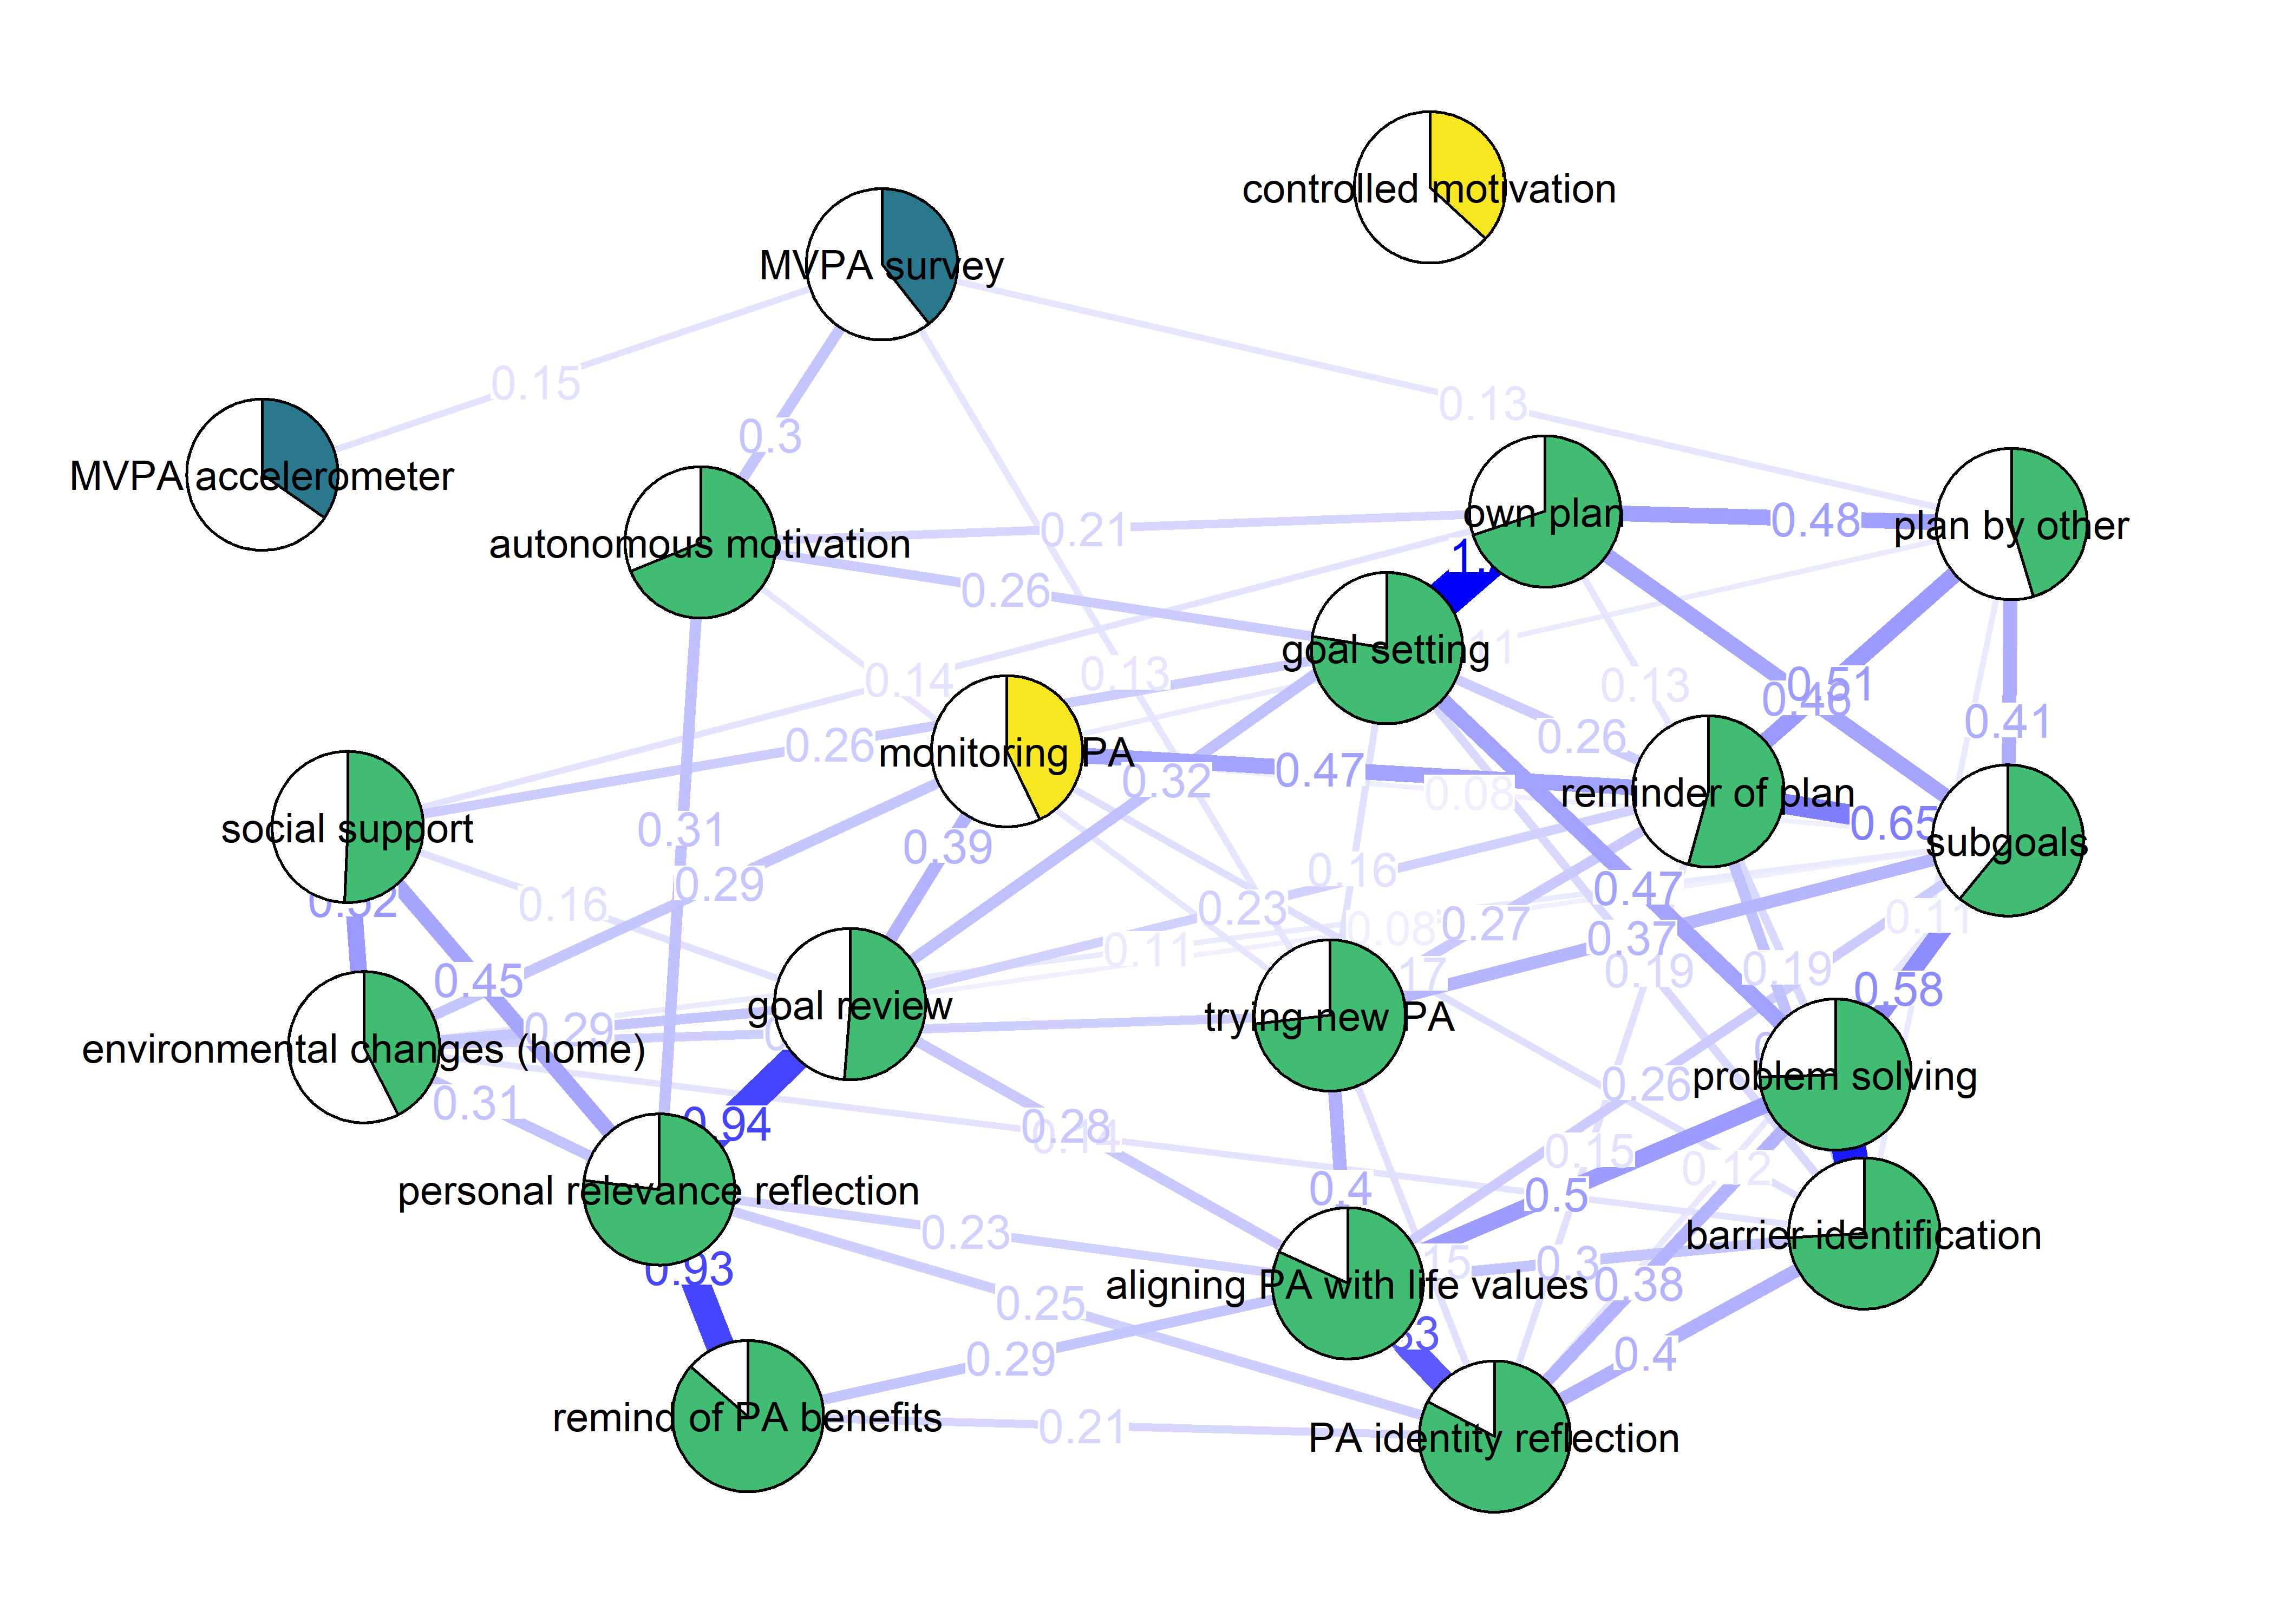 controlled motivation
MVPA survey
0.15
0.13
0.3
MVPA accelerometer
own plan
0.48
plan by other
autonomous motivation
0.21
0.26
goal setting
0.13
0.14
0.13
0.51
0.46
0.41
0.26
0.26
monitoring PA
0.32
0.47
0.08
reminder of plan
0.65
subgoals
social support
0.31
0.39
0.29
0.16
0.47
0.16
0.23
0.27
0.37
0.11
0.08
0.11
0.45
0.19
0.19
0.58
goal review
trying new PA
0.29
environmental changes (home)
problem solving
0.31
0.26
0.94
0.28
0.15
0.12
personal relevance reflection
0.4
0.5
0.23
barrier identification
0.93
0.3
0.38
aligning PA with life values
0.25
0.29
0.4
remind of PA benefits
0.21
PA identity reflection